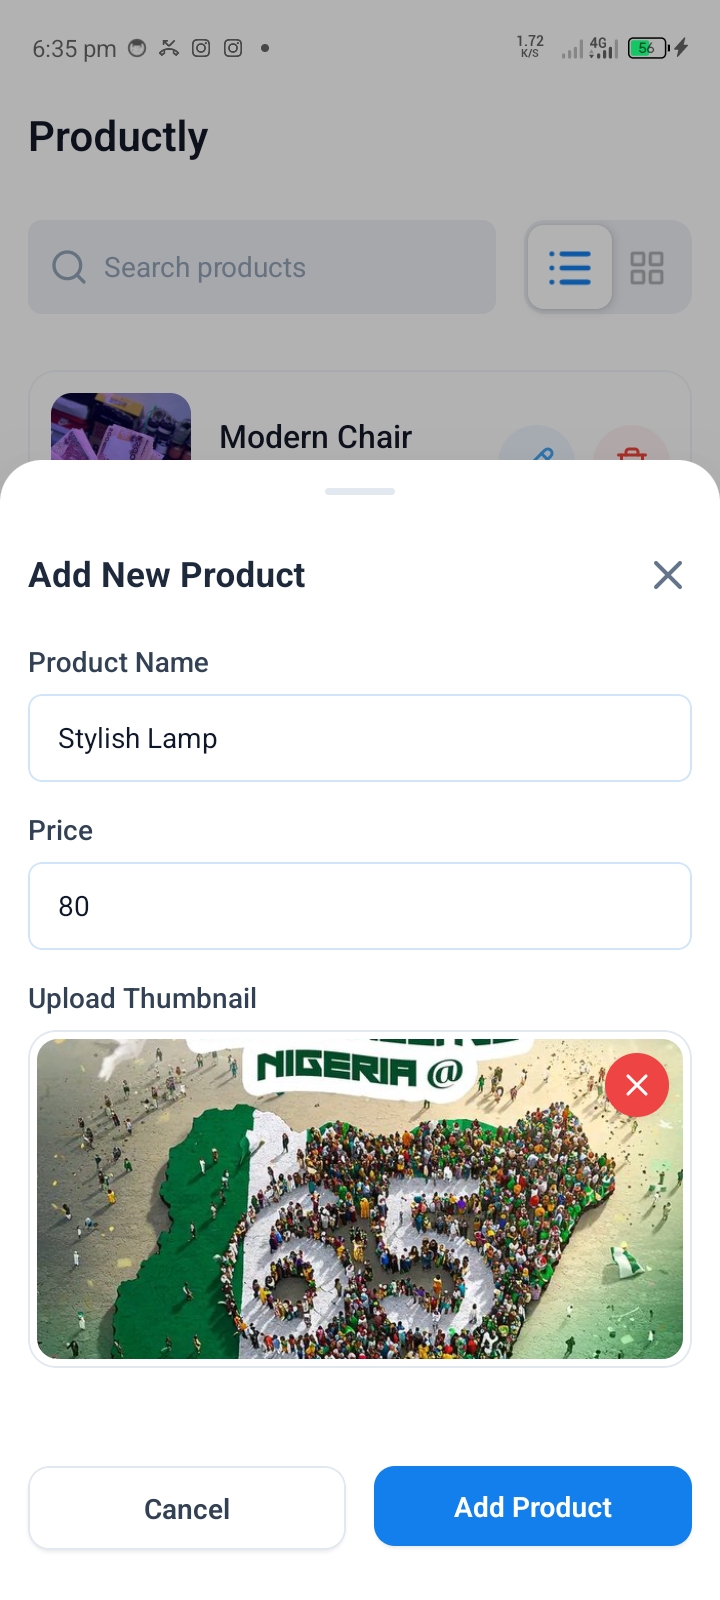 6:35 pm
1.72
K/S
4G
56
Productly
Search products
Modern Chair
Add New Product
Product Name
Stylish Lamp
Price
80
Upload Thumbnail
NIGERIA @
65
Cancel
Add Product